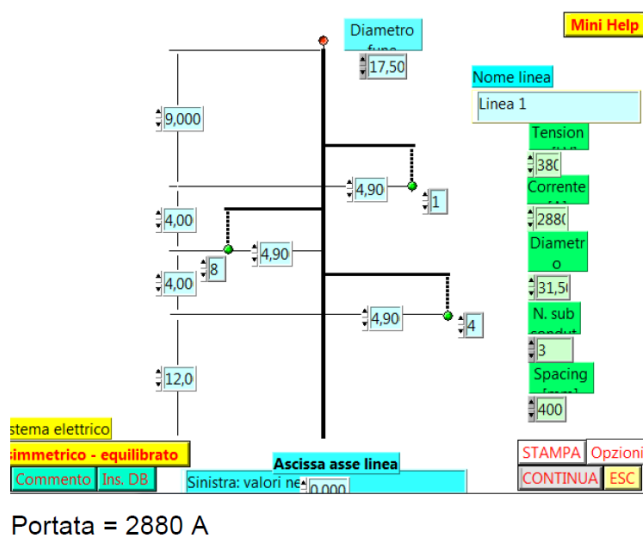 Diametro
Mini Help
17,50
Nome linea
Linea 1
9,000
Tension
380
4,90
1
Corrente
4,00
2880
8
4,90
Diametr
o
4,00
31,50
4,90
4
N. sub
3
12,0
Spacing
400
stema elettrico
simmetrico - equilibrato
Commento
Ins. DB
Ascissa asse linea
Sinistra: valori ne
0,000
STAMPA
Opzioni
CONTINUA
ESC
Portata = 2880 A